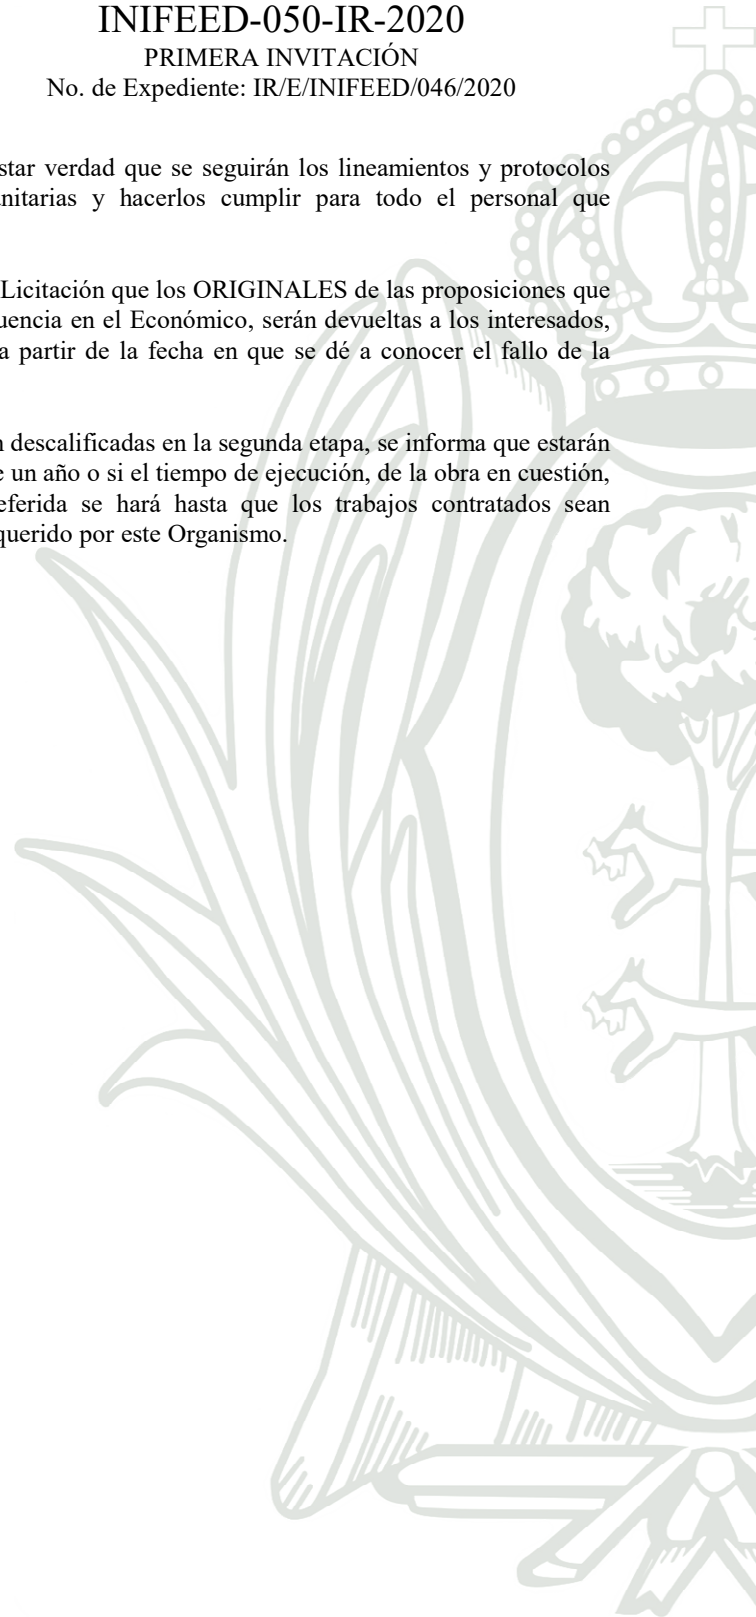 INIFEED-050-IR-2020
PRIMERA INVITACIÓN
No. de Expediente: IR/E/INIFEED/046/2020
star verdad que se seguirán los lineamientos y protocolos
nitarias y hacerlos cumplir para todo el personal que
Licitación que los ORIGINALES de las proposiciones que
uencia en el Económico, serán devueltas a los interesados,
a partir de la fecha en que se dé a conocer el fallo de la
descalificadas en la segunda etapa, se informa que estarán
e un año o si el tiempo de ejecución, de la obra en cuestión,
eferida se hará hasta que los trabajos contratados sean
querido por este Organismo.